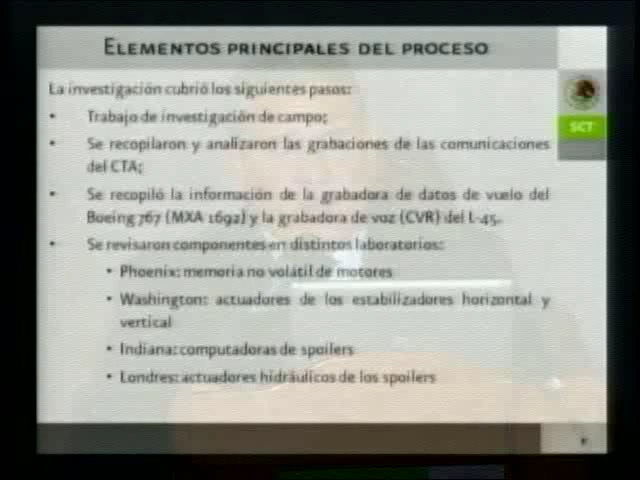 ELEMENTOS PRINCIPALES DEL PROCESO
La investigación cubrió los siguientes pasos:
• Trabajo de investigación de campo;
• Se recopilaron y analizaron las grabaciones de las comunicaciones
del CTA;
• Se recopiló la información de la grabadora de datos de vuelo del
Boeing 767 (MXA 1692) y la grabadora de voz (CVR) del L-45.
• Se revisaron componentes en distintos laboratorios:
• Phoenix: memoria no volátil de motores
• Washington: actuadores de los estabilizadores horizontal y
vertical
• Indiana: computadoras de spoilers
• Londres: actuadores hidráulicos de los spoilers
SCT